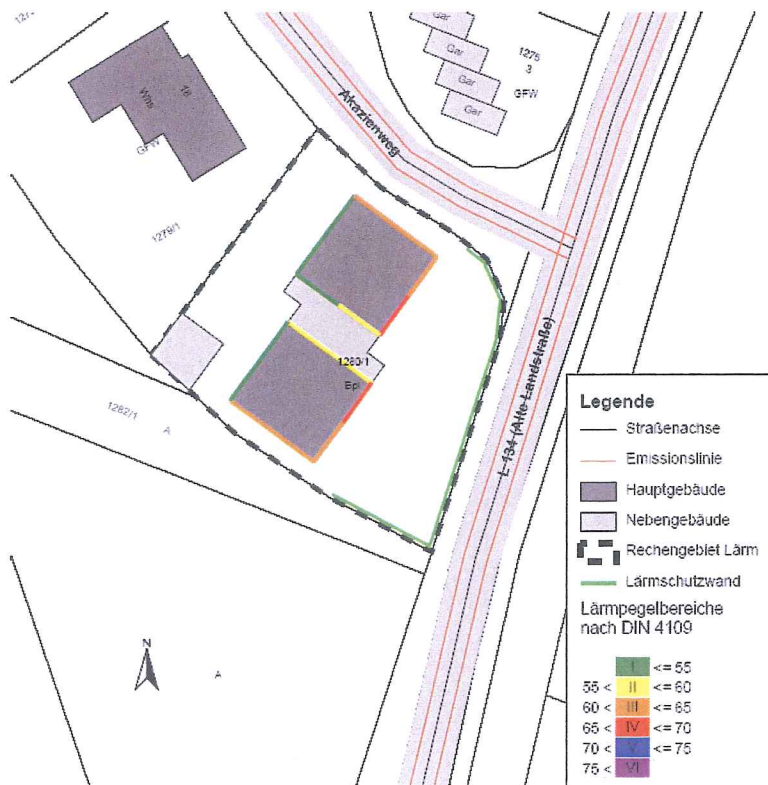 Gar
Gar
Gar
Gar
1275
3
GFW
Whs
18
GFW
Akazienweg
1279/1
1280/1
Epl
1282/1
A
L 134 (Alte Landstraße)
N
A
Legende
Straßenachse
Emissionslinie
Hauptgebäude
Nebengebäude
Rechengebiet Lärm
Lärmschutzwand
Lärmpegelbereiche
nach DIN 4109
I <= 55
55 < II <= 60
60 < III <= 65
65 < IV <= 70
70 < V <= 75
75 < VI